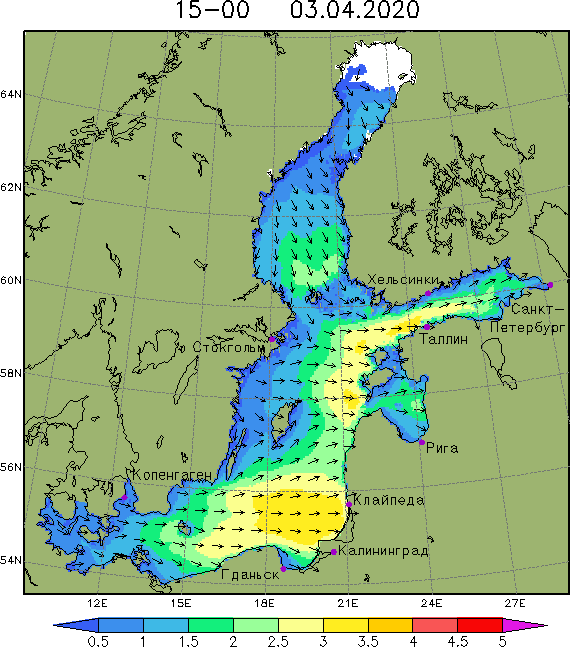 15-00 03.04.2020
64N
62N
60N
58N
56N
54N
Хельсинки
Санкт-
Петербург
Таллин
Стокгольм
Рига
Копенгаген
Клайпеда
Калининград
Гданьск
12E 15E 18E 21E 24E 27E
0.5 1 1.5 2 2.5 3 3.5 4 4.5 5